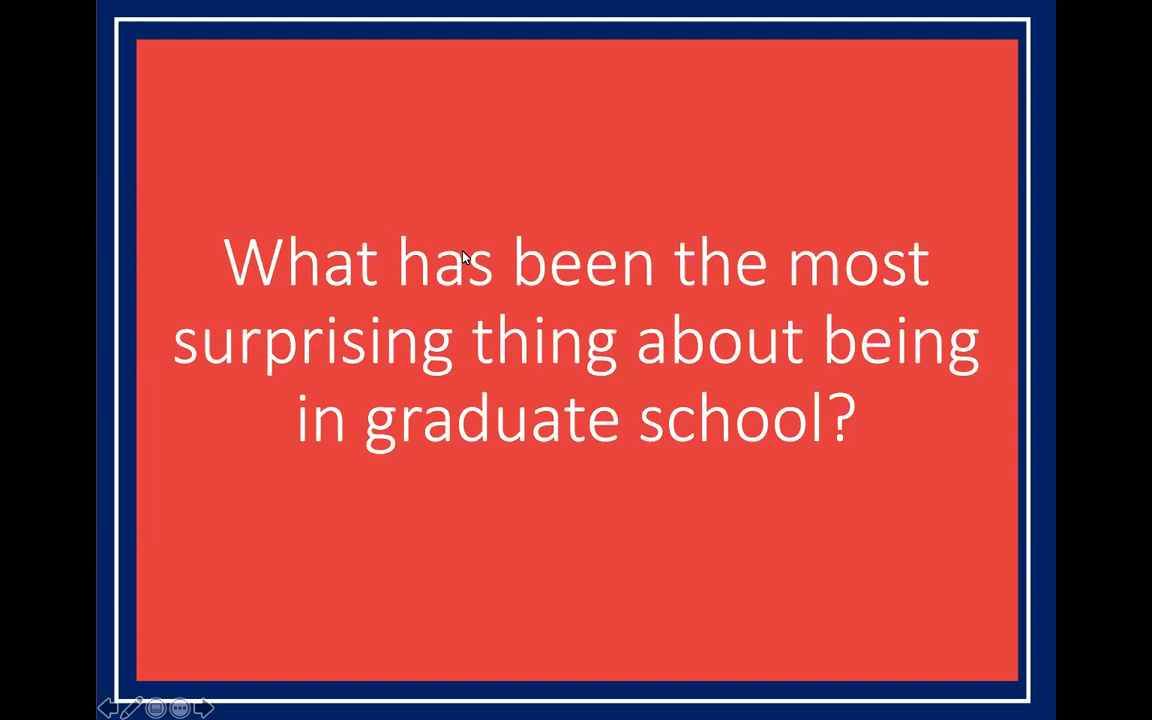 What has been the most
surprising thing about being
in graduate school?